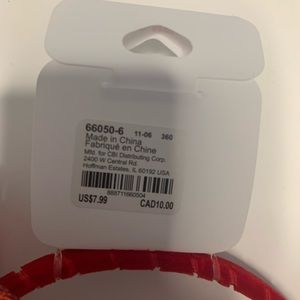 66050-6 11-06 360
Made in China
Fabriqué en Chine
Mfd. for CBI Distributing Corp.
2400 W Central Rd.
Hoffman Estates, IL 60192 USA
888711660504
US$7.99 CAD10.00